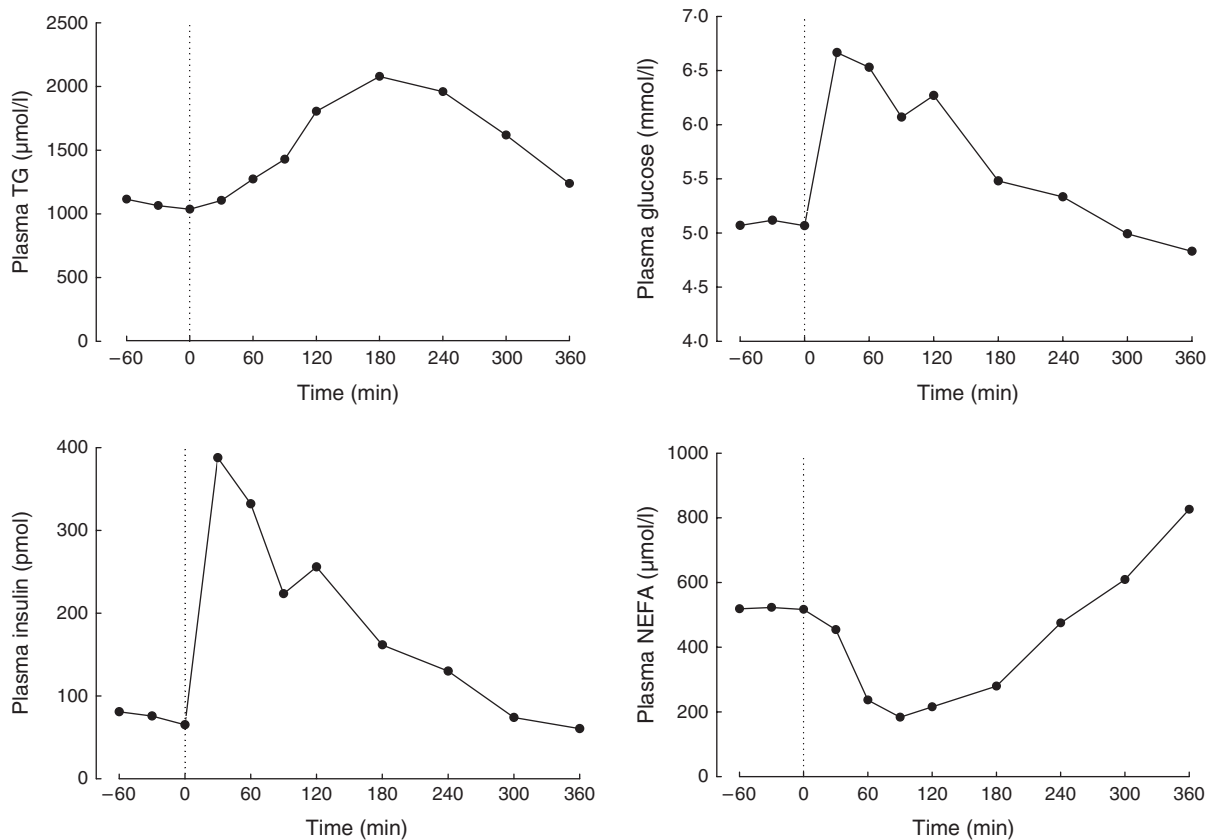 2500
2000
1500
1000
500
0
−60 0 60 120 180 240 300 360
Time (min)
Plasma TG (µmol/l)
7·0
6·5
6·0
5·5
5·0
4·5
4·0
−60 0 60 120 180 240 300 360
Time (min)
Plasma glucose (mmol/l)
400
300
200
100
0
−60 0 60 120 180 240 300 360
Time (min)
Plasma insulin (pmol)
1000
800
600
400
200
0
−60 0 60 120 180 240 300 360
Time (min)
Plasma NEFA (µmol/l)